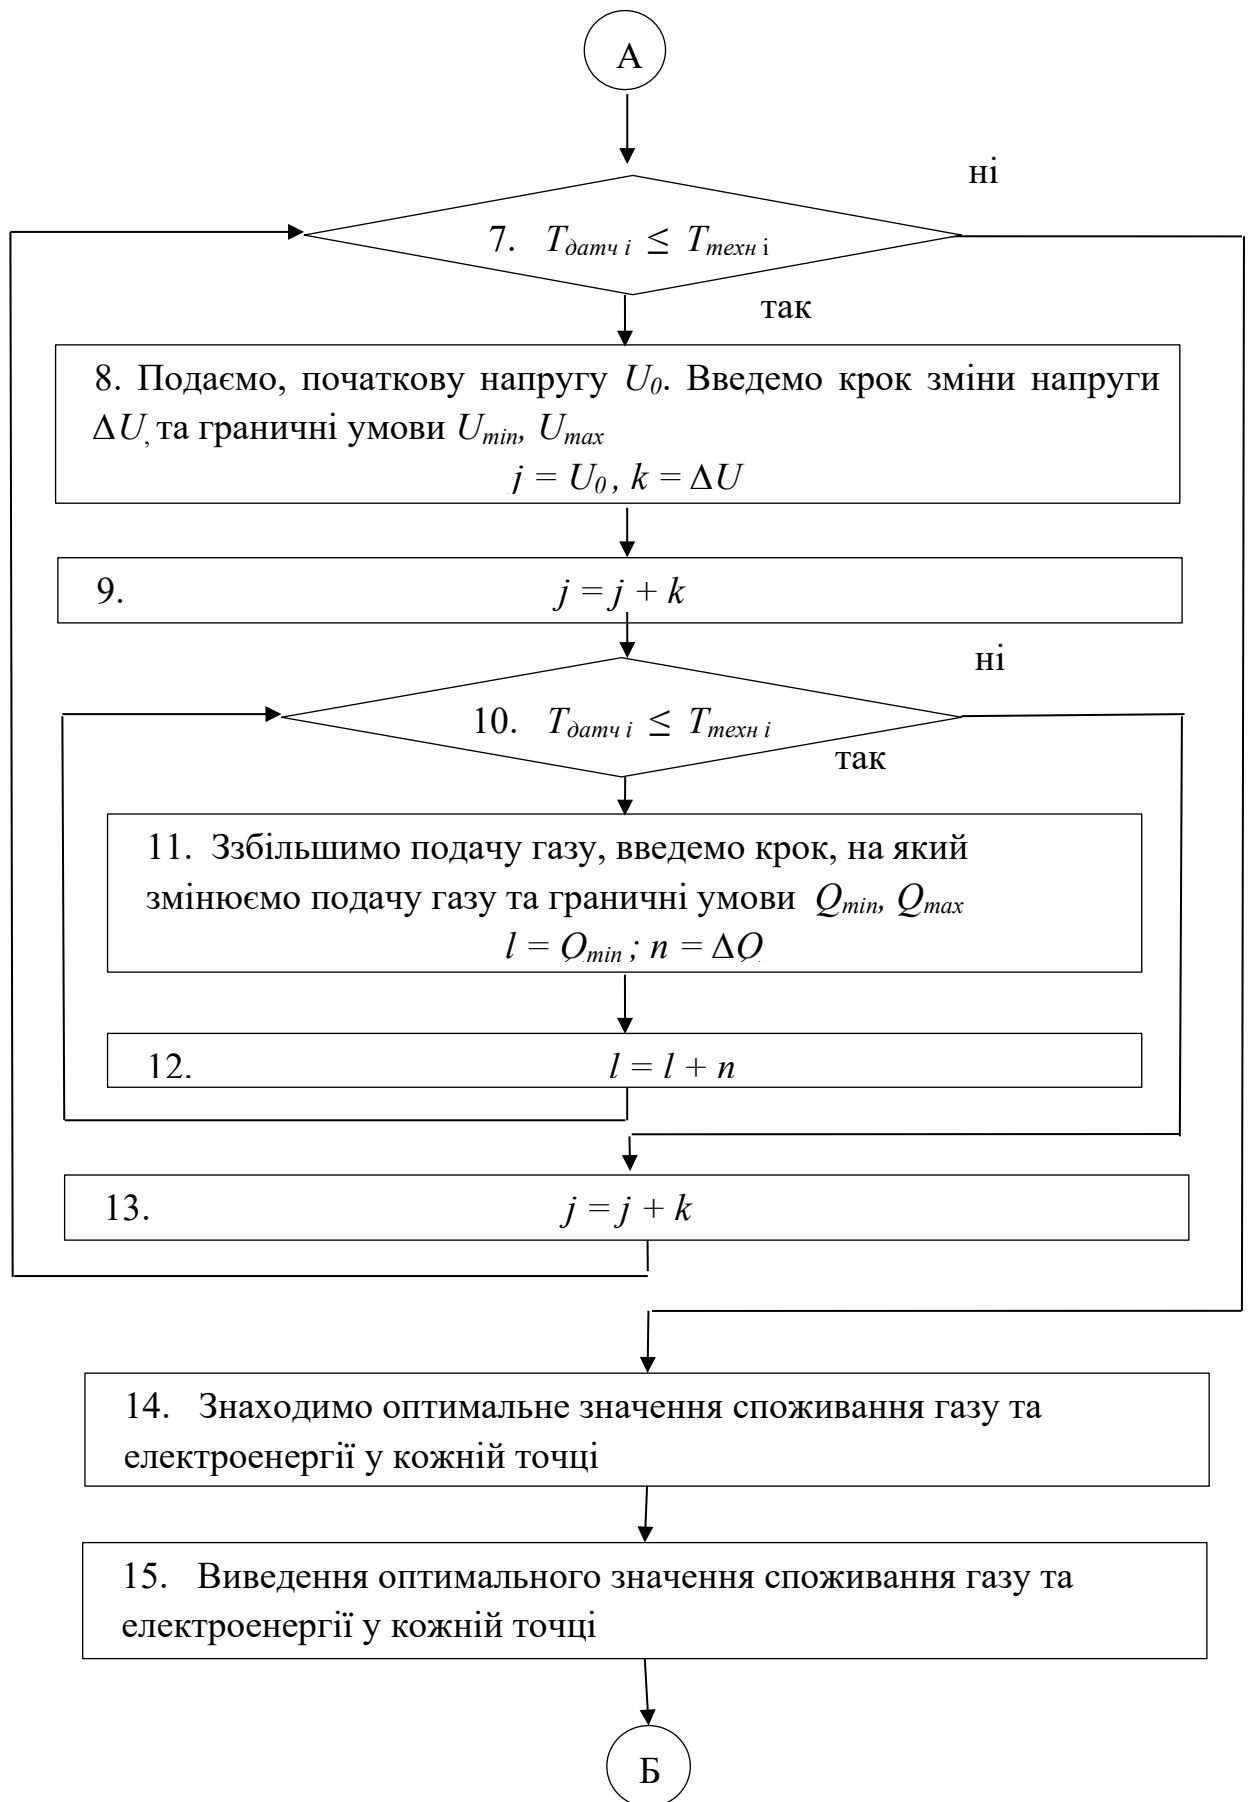 А
ні
7. Tдатч i ≤ Tтехн i
так
8. Подаємо, початкову напругу U0. Введемо крок зміни напруги
ΔU, та граничні умови Umin, Umax
j = U0, k = ΔU
9. j = j + k
ні
10. Tдатч i ≤ Tтехн i
так
11. Ззбільшимо подачу газу, введемо крок, на який
змінюємо подачу газу та граничні умови Qmin, Qmax
l = Qmin ; n = ΔQ
12. l = l + n
13. j = j + k
14. Знаходимо оптимальне значення споживання газу та
електроенергії у кожній точці
15. Виведення оптимального значення споживання газу та
електроенергії у кожній точці
Б